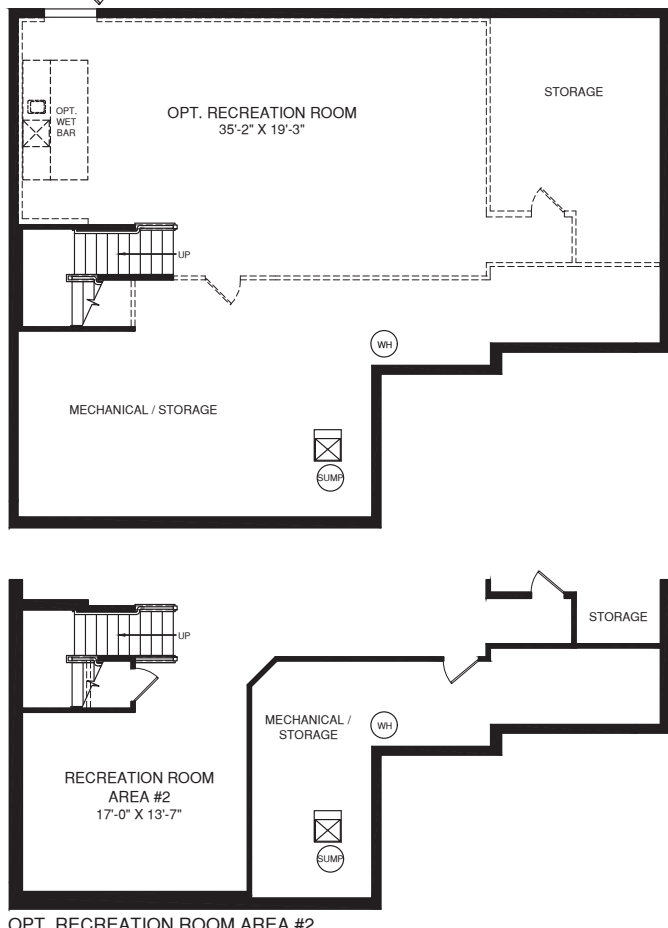 OPT. RECREATION ROOM
35'-2" X 19'-3"
STORAGE
OPT.
WET
BAR
UP
WH
MECHANICAL / STORAGE
SUMP
UP
STORAGE
MECHANICAL /
STORAGE
WH
RECREATION ROOM
AREA #2
17'-0" X 13'-7"
SUMP
OPT. RECREATION ROOM AREA #2